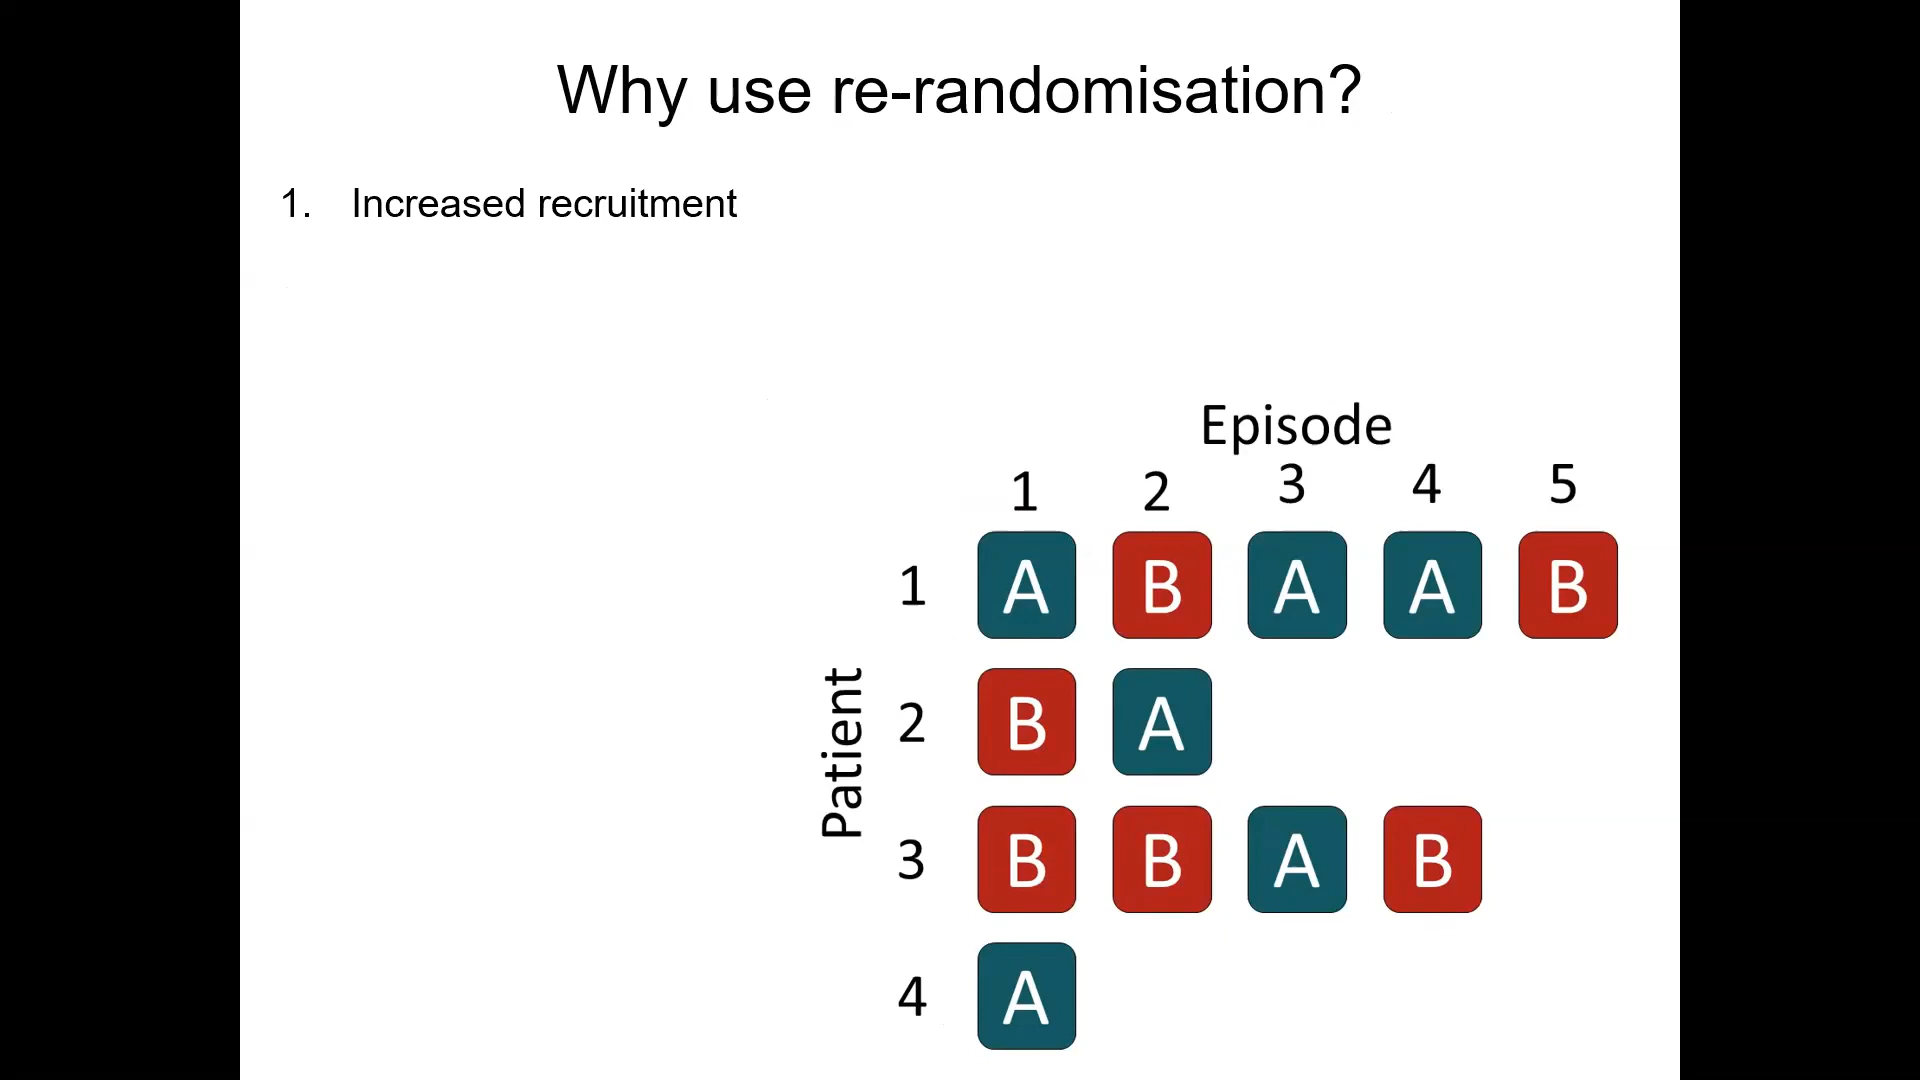 Why use re-randomisation?
1. Increased recruitment
Episode
1 2 3 4 5
Patient
1 A B A A B
2 B A
3 B B A B
4 A